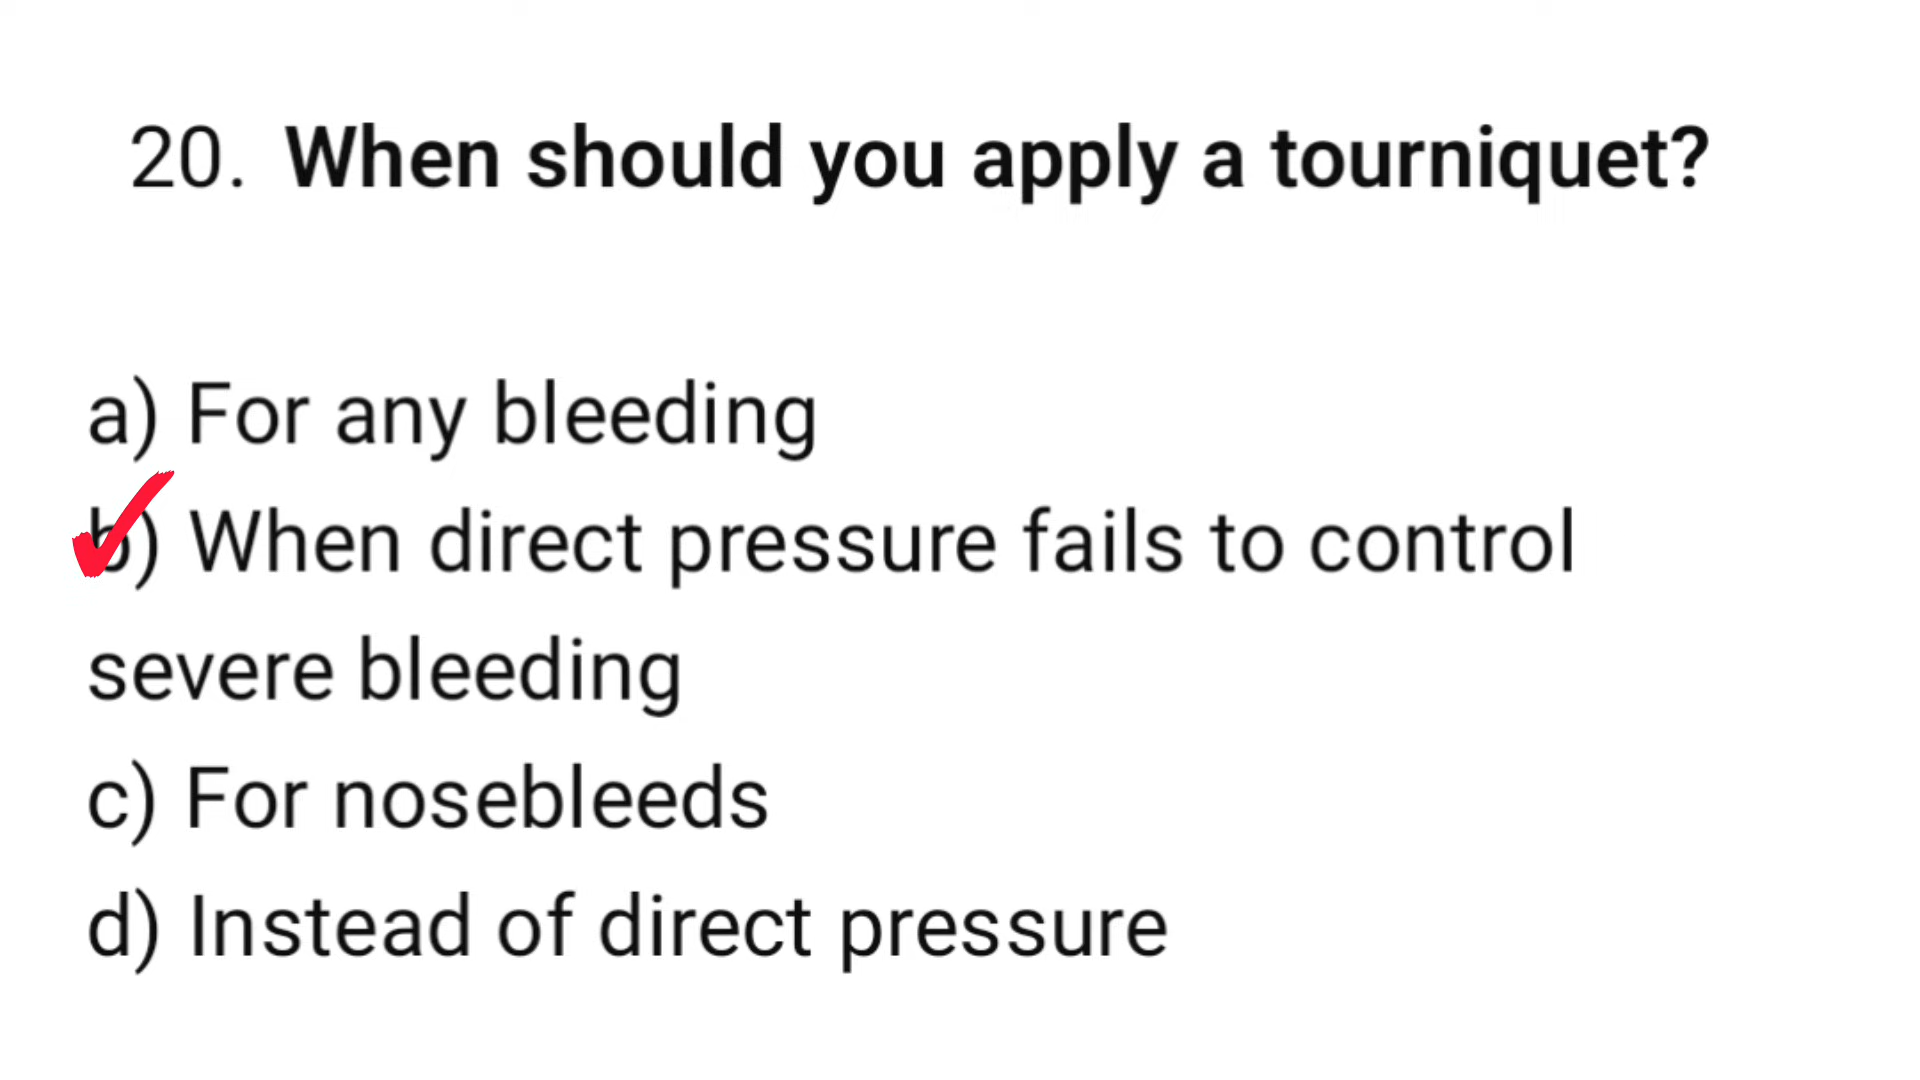 20. When should you apply a tourniquet?
a) For any bleeding
b) When direct pressure fails to control
severe bleeding
c) For nosebleeds
d) Instead of direct pressure